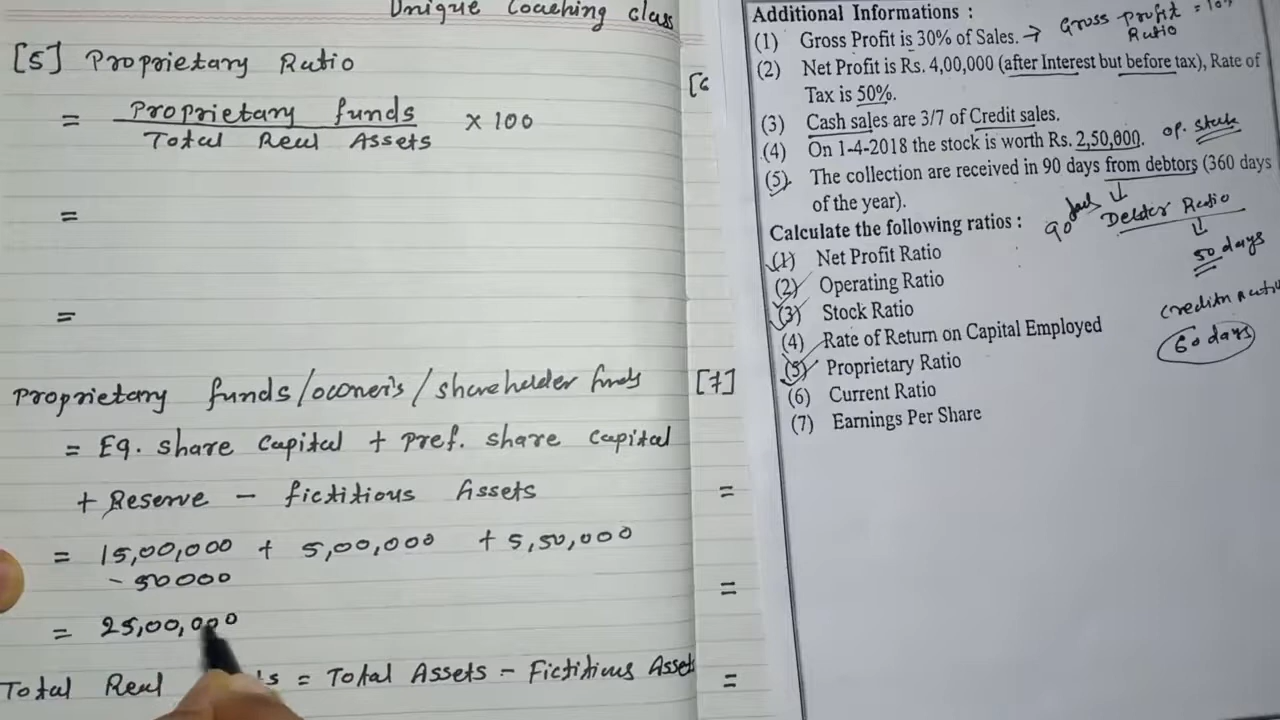 Unique Coaching class
[5] Proprietary Ratio
= Proprietary funds / Total Real Assets × 100
=
=
Proprietary funds/owner's/shareholder funds
= Eq. share capital + pref. share capital
+ Reserve - fictitious Assets
= 15,00,000 + 5,00,000 + 5,50,000
- 50000
= 25,00,000
Total Real = Total Assets - Fictitious Assets
[6
[7]
=
=
=
Additional Informations :
(1) Gross Profit is 30% of Sales. → Gross Profit Ratio
(2) Net Profit is Rs. 4,00,000 (after Interest but before tax), Rate of
Tax is 50%.
(3) Cash sales are 3/7 of Credit sales.
(4) On 1-4-2018 the stock is worth Rs. 2,50,000. op. stock
(5) The collection are received in 90 days from debtors (360 days
of the year).
90 days
Debtor Ratio
50 days
Calculate the following ratios :
(1) Net Profit Ratio
(2) Operating Ratio
(3) Stock Ratio
(4) Rate of Return on Capital Employed
(5) Proprietary Ratio
(6) Current Ratio
(7) Earnings Per Share
60 days